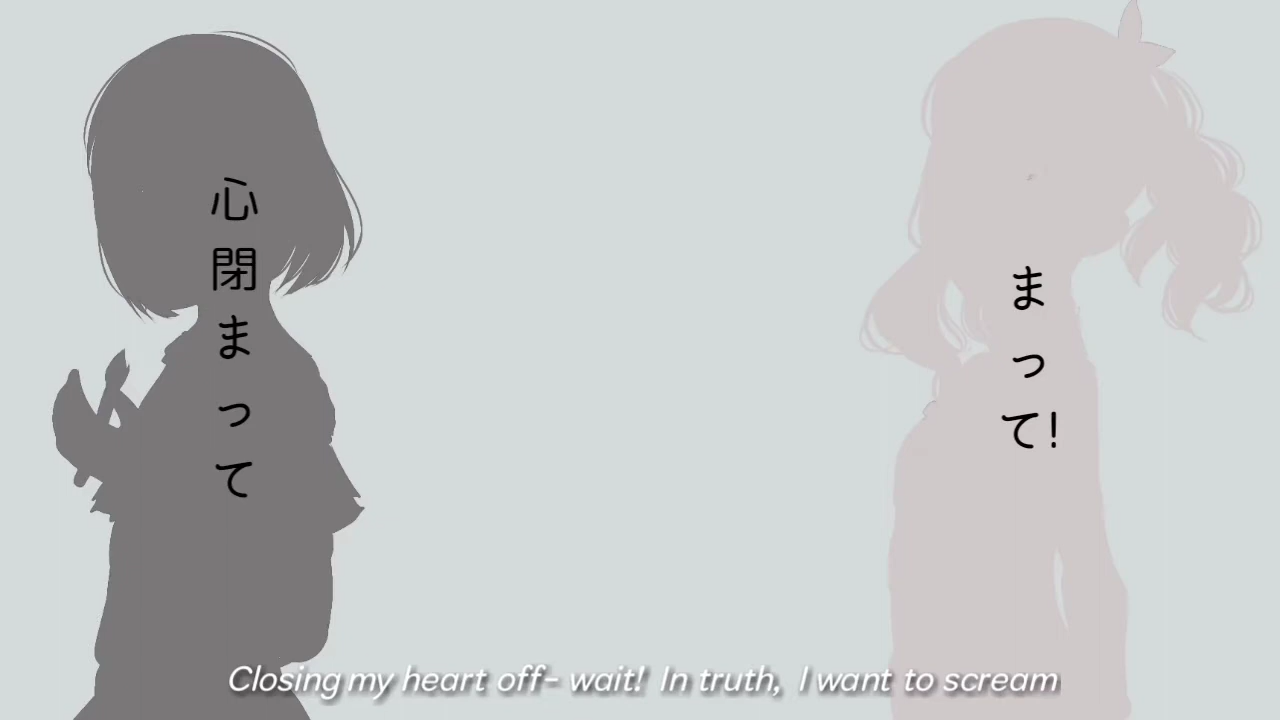 心閉まって
まって!
Closing my heart off- wait! In truth, I want to scream